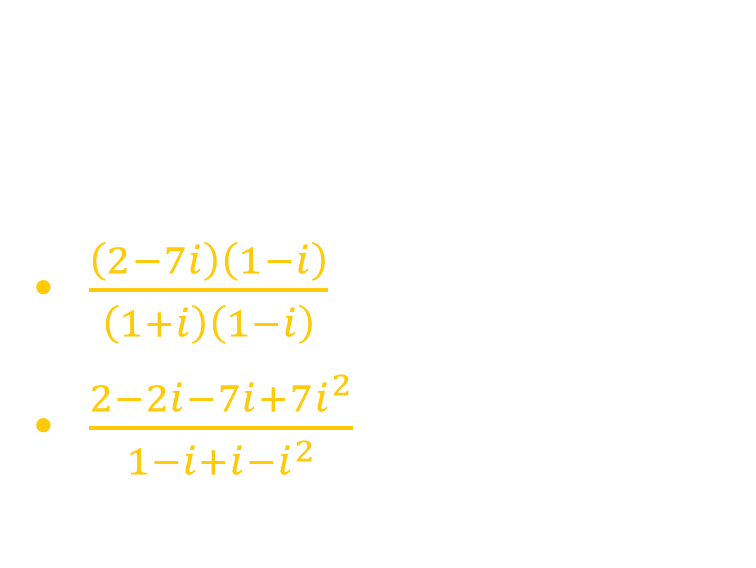 • (2−7i)(1−i)
(1+i)(1−i)
• 2−2i−7i+7i²
1−i+i−i²